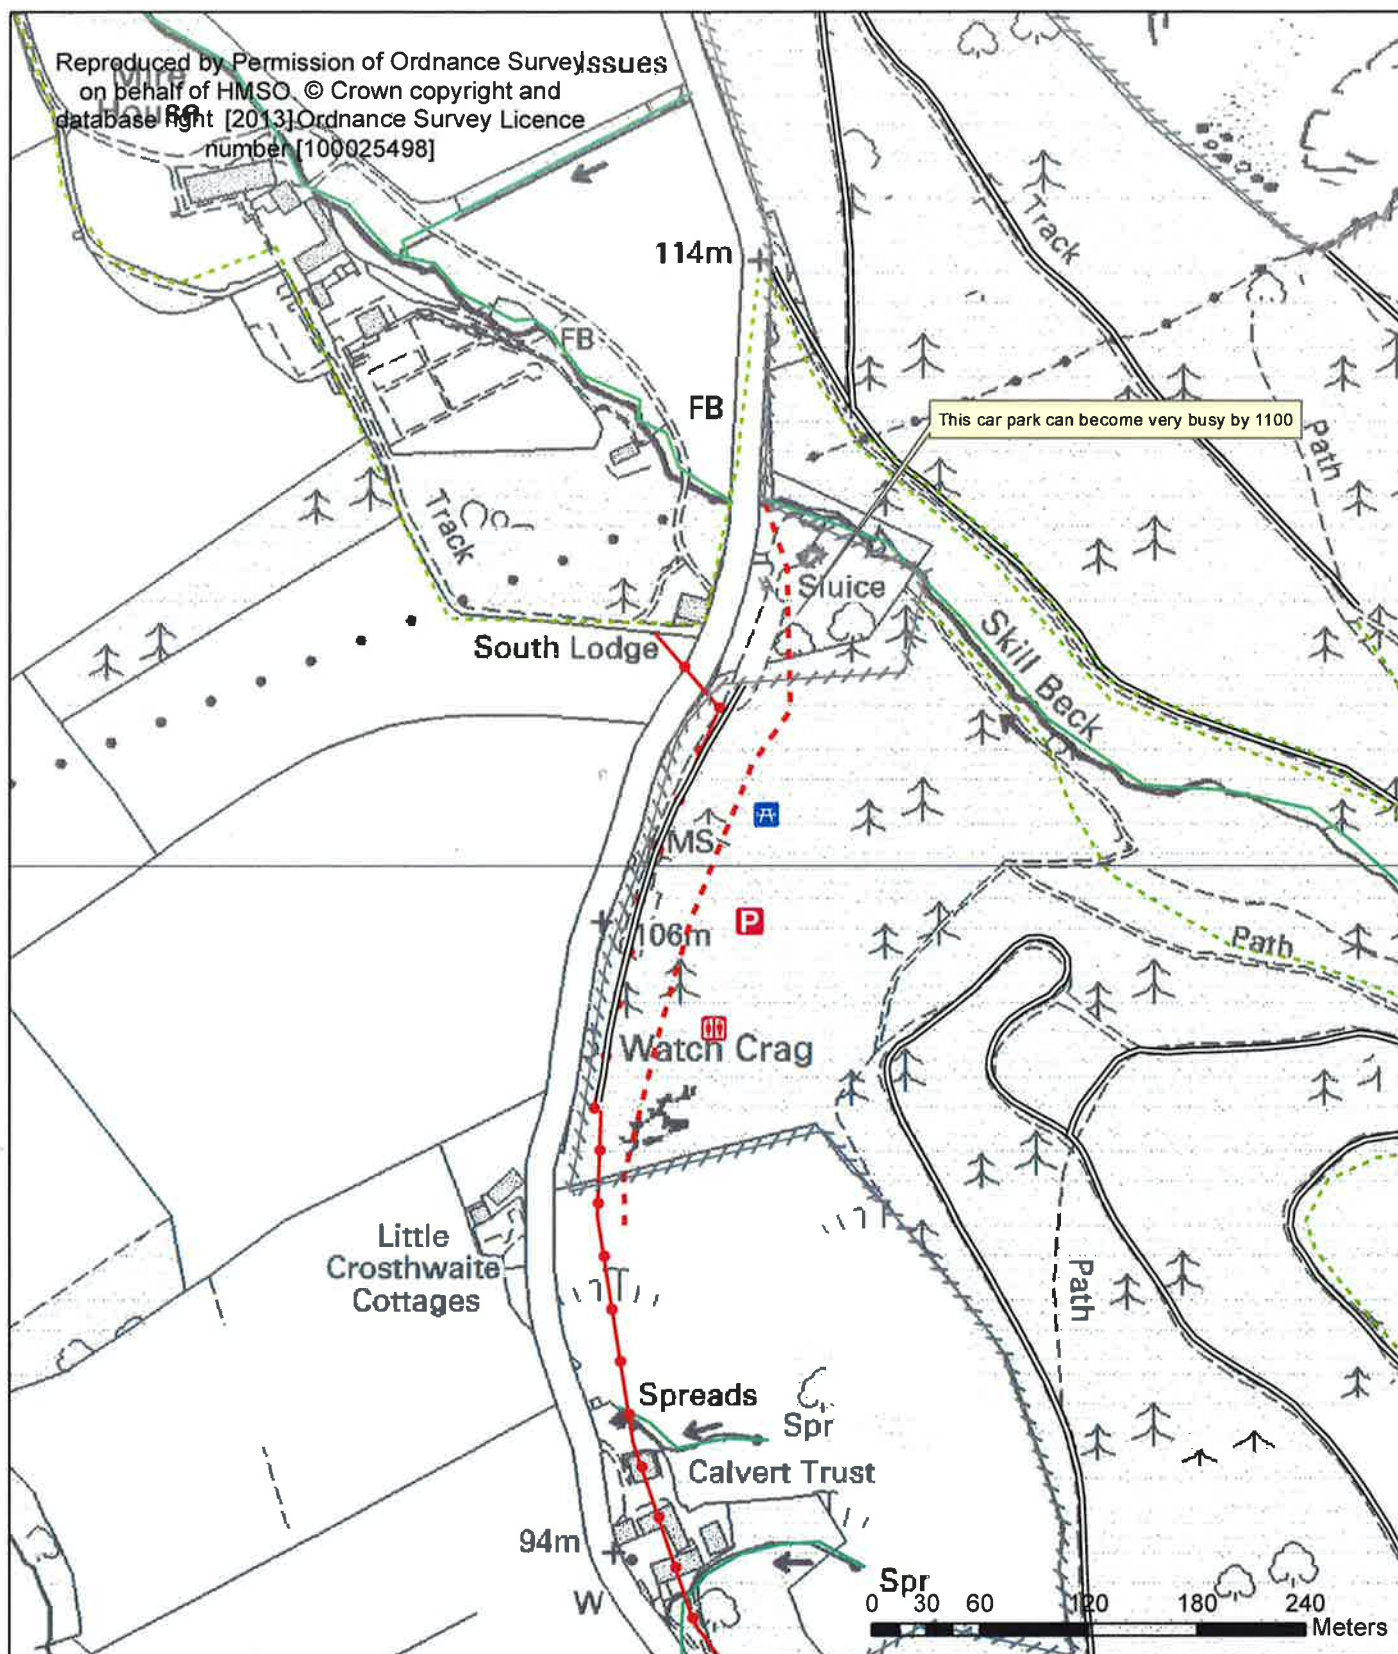 Reproduced by Permission of Ordnance Survey
on behalf of HMSO. © Crown copyright and
database right [2013] Ordnance Survey Licence
number [100025498]
Issues
Mire
House
114m
Track
FB
FB
This car park can become very busy by 1100
Path
Track
Sluice
South Lodge
Skill Beck
MS
P
106m
Path
Watch Crag
Little
Crosthwaite
Cottages
Path
Spreads
Spr
Calvert Trust
94m
Spr
W
0 30 60 120 180 240
Meters